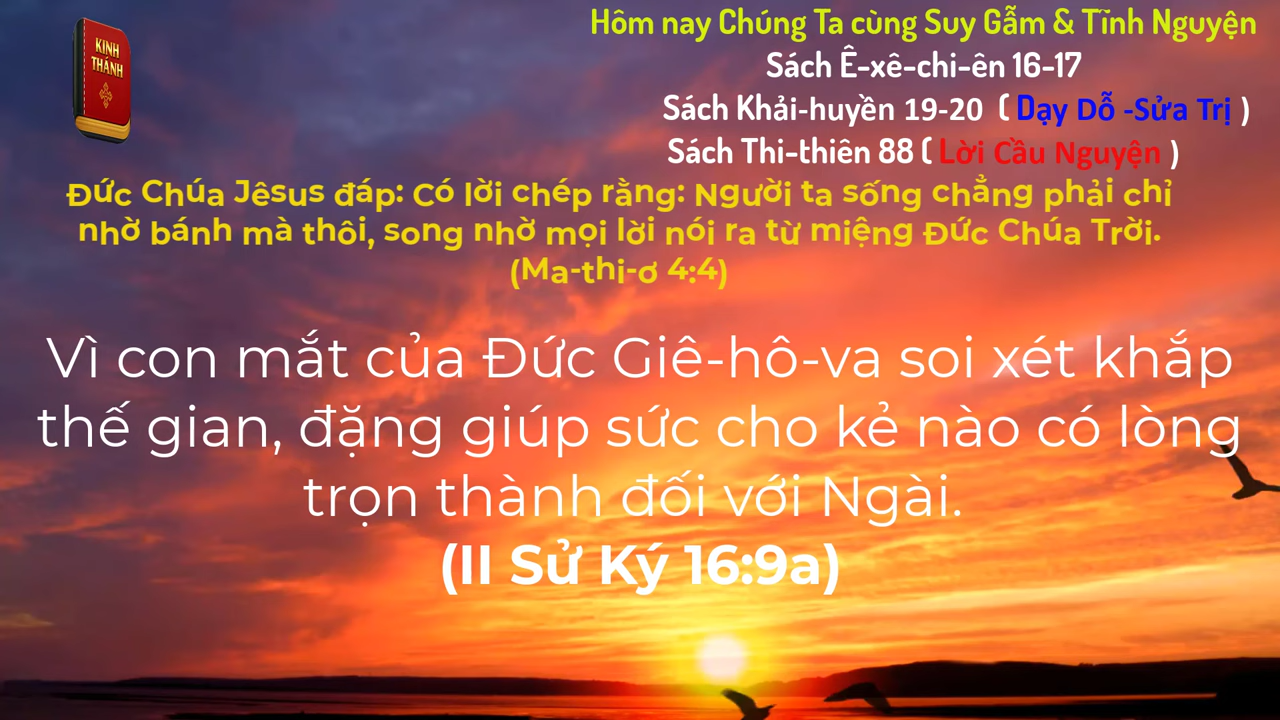 KINH
THÁNH
Hôm nay Chúng Ta cùng Suy Gẫm & Tĩnh Nguyện
Sách Ê-xê-chi-ên 16-17
Sách Khải-huyền 19-20 ( Dạy Dỗ -Sửa Trị )
Sách Thi-thiên 88 ( Lời Cầu Nguyện )
Đức Chúa Jêsus đáp: Có lời chép rằng: Người ta sống chẳng phải chỉ
nhờ bánh mà thôi, song nhờ mọi lời nói ra từ miệng Đức Chúa Trời.
(Ma-thi-ơ 4:4)
Vì con mắt của Đức Giê-hô-va soi xét khắp
thế gian, đặng giúp sức cho kẻ nào có lòng
trọn thành đối với Ngài.
(II Sử Ký 16:9a)